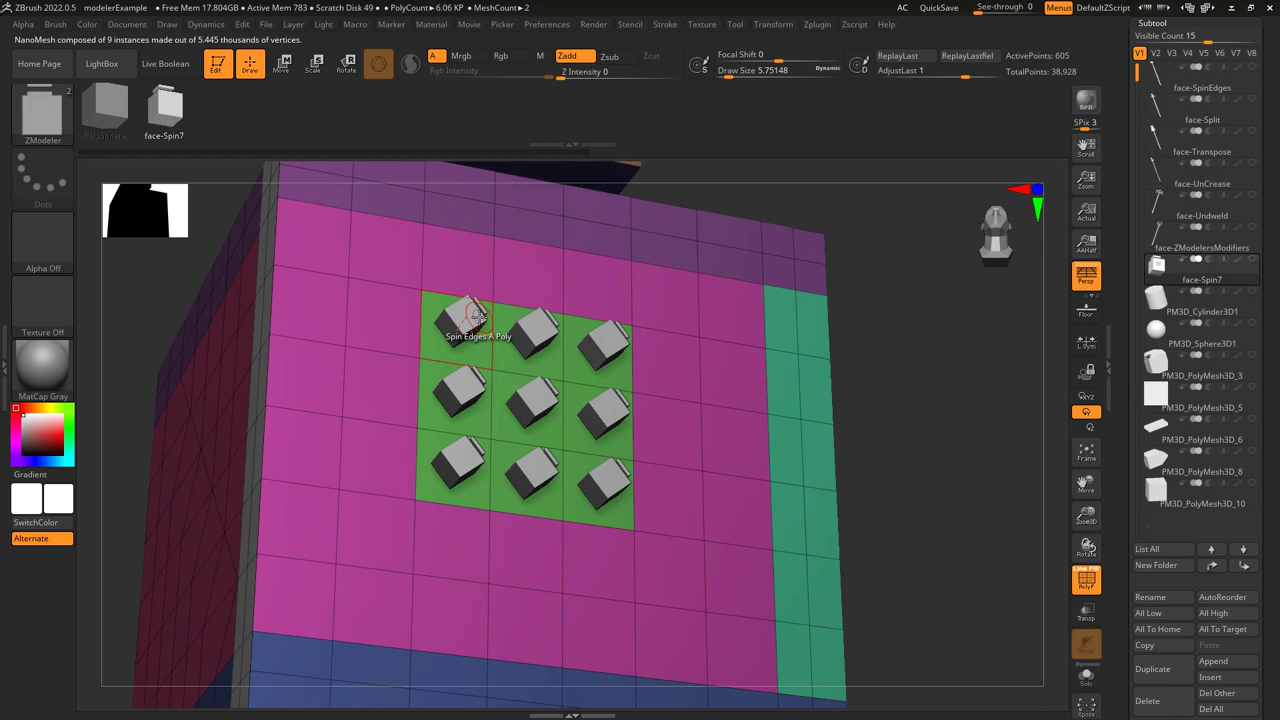 ZBrush 2022.0.5 modelerExample • Free Mem 17.804GB • Active Mem 783 • Scratch Disk 49 • PolyCount▸6.06 KP • MeshCount▸2
AC QuickSave See-through 0 Menus DefaultZScript
Alpha Brush Color Document Draw Dynamics Edit File Layer Light Macro Marker Material Movie Picker Preferences Render Stencil Stroke Texture Tool Transform Zplugin Zscript Help
NanoMesh composed of 9 instances made out of 5.445 thousands of vertices.
Home Page LightBox Live Boolean
Edit Draw Move Scale Rotate
A Mrgb Rgb M Zadd Zsub Zcut
Rgb Intensity Z Intensity 0
Focal Shift 0
Draw Size 5.75148 Dynamic
ReplayLast ReplayLastRel
AdjustLast 1
ActivePoints: 605
TotalPoints: 38,928
2
ZModeler
PolySphere
face-Spin7
Dots
Alpha Off
Texture Off
MatCap Gray
Gradient
SwitchColor
Alternate
Spin Edges A Poly
BPR
SPix 3
Scroll
Zoom
Actual
AAHalf
Persp
Floor
L.Sym
XYZ
Y
Frame
Move
Zoom3D
Rotate
Line Fill
PolyF
Transp
Ghost
Dynamic
Solo
Xpose
Subtool
Visible Count 15
V1 V2 V3 V4 V5 V6 V7 V8
face-SpinEdges
face-Split
face-Transpose
face-UnCrease
face-Undweld
face-ZModelersModifiers
face-Spin7
PM3D_Cylinder3D1
PM3D_Sphere3D1
PM3D_PolyMesh3D_3
PM3D_PolyMesh3D_5
PM3D_PolyMesh3D_6
PM3D_PolyMesh3D_8
PM3D_PolyMesh3D_10
List All
New Folder
Rename AutoReorder
All Low All High
All To Home All To Target
Copy Paste
Duplicate Append
Insert
Delete Del Other
Del All